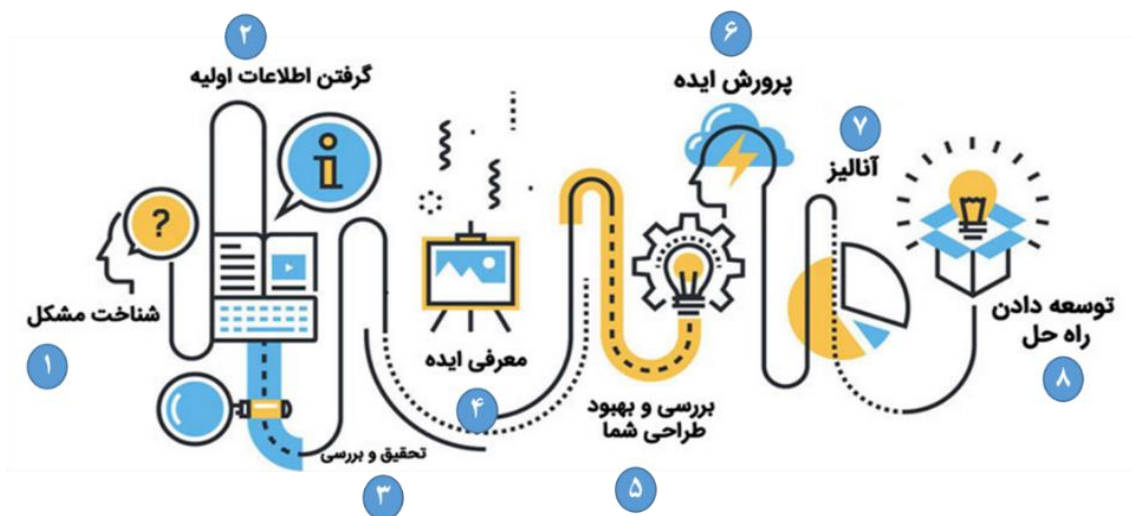 ۱
شناخت مشکل
۲
گرفتن اطلاعات اولیه
?
i
تحقیق و بررسی
۳
معرفی ایده
۴
بررسی و بهبود
طراحی شما
۵
۶
پرورش ایده
۷
آنالیز
توسعه دادن
راه حل
۸